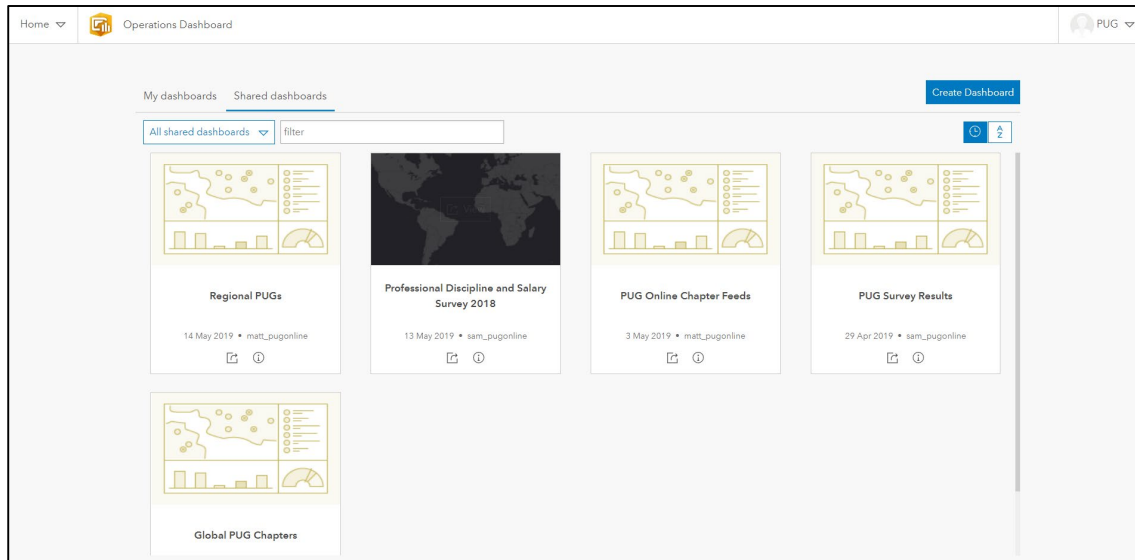 Home
Operations Dashboard
PUG
My dashboards
Shared dashboards
Create Dashboard
All shared dashboards
filter
A
Z
Regional PUGs
14 May 2019 • matt_pugonline
Professional Discipline and Salary
Survey 2018
13 May 2019 • sam_pugonline
PUG Online Chapter Feeds
3 May 2019 • matt_pugonline
PUG Survey Results
29 Apr 2019 • sam_pugonline
Global PUG Chapters